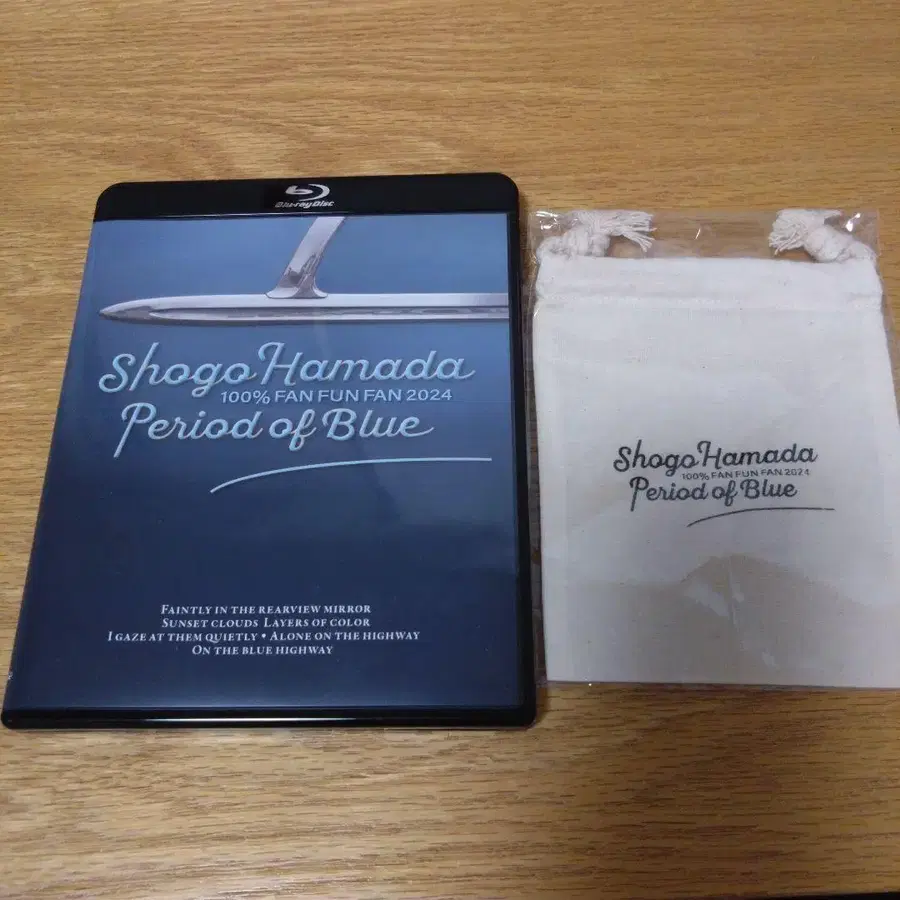 Blu-ray Disc
Shogo Hamada
100% FAN FUN FAN 2024
Period of Blue
FAINTLY IN THE REARVIEW MIRROR
SUNSET CLOUDS LAYERS OF COLOR
I GAZE AT THEM QUIETLY • ALONE ON THE HIGHWAY
ON THE BLUE HIGHWAY
Shogo Hamada
100% FAN FUN FAN 2024
Period of Blue